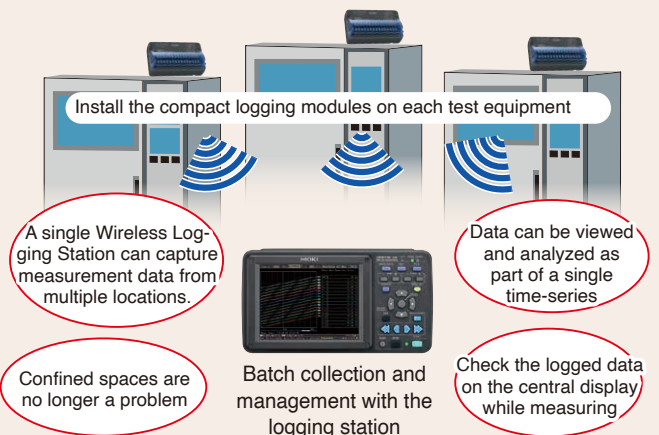 Install the compact logging modules on each test equipment
A single Wireless Log-
ging Station can capture
measurement data from
multiple locations.
Data can be viewed
and analyzed as
part of a single
time-series
HIOKI
Confined spaces are
no longer a problem
Batch collection and
management with the
logging station
Check the logged data
on the central display
while measuring